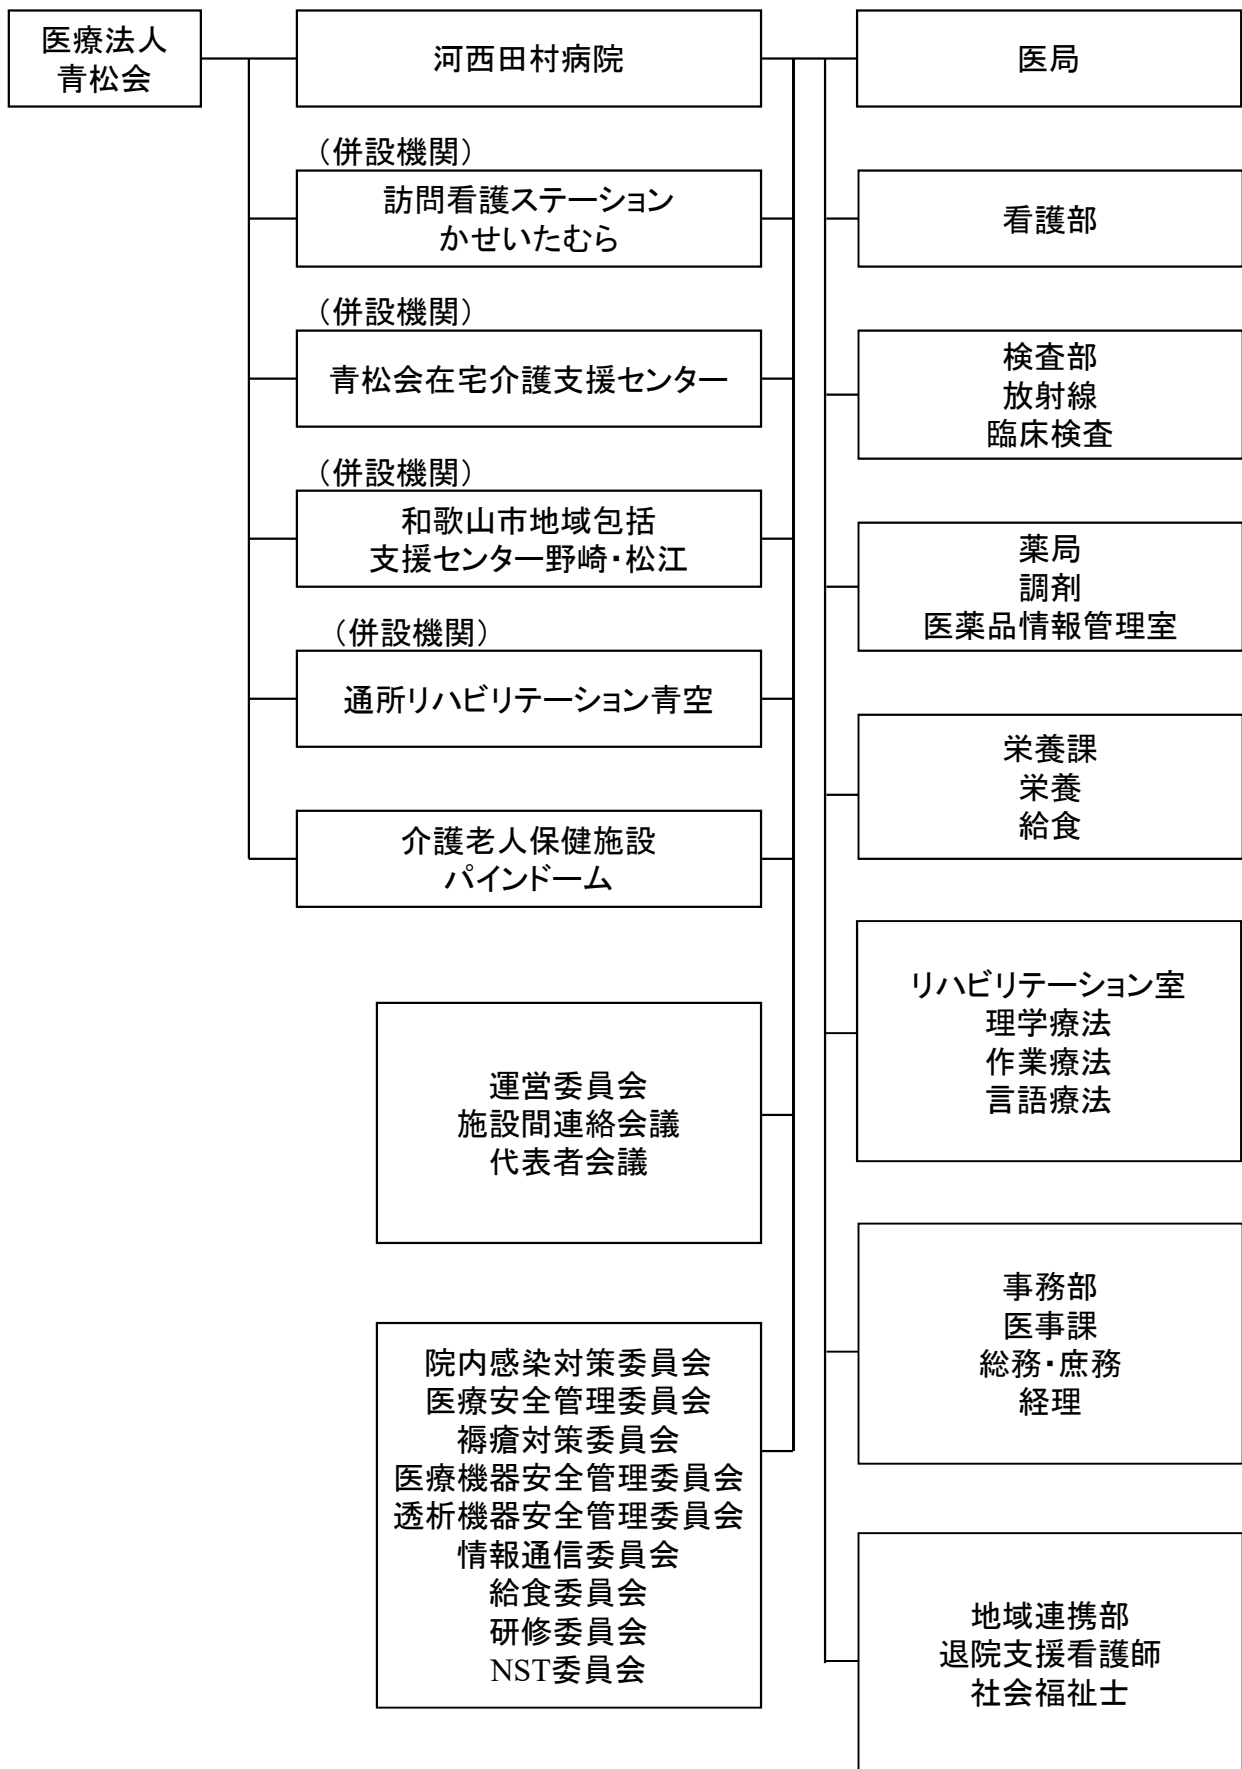 医療法人
青松会
河西田村病院
(併設機関)
訪問看護ステーション
かせいたむら
(併設機関)
青松会在宅介護支援センター
(併設機関)
和歌山市地域包括
支援センター野崎・松江
(併設機関)
通所リハビリテーション青空
介護老人保健施設
パインドーム
運営委員会
施設間連絡会議
代表者会議
院内感染対策委員会
医療安全管理委員会
褥瘡対策委員会
医療機器安全管理委員会
透析機器安全管理委員会
情報通信委員会
給食委員会
研修委員会
NST委員会
医局
看護部
検査部
放射線
臨床検査
薬局
調剤
医薬品情報管理室
栄養課
栄養
給食
リハビリテーション室
理学療法
作業療法
言語療法
事務部
医事課
総務・庶務
経理
地域連携部
退院支援看護師
社会福祉士